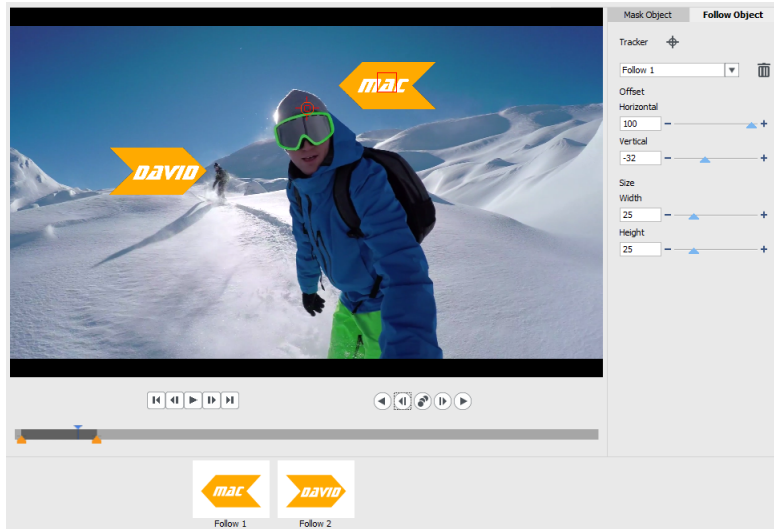 Mask Object
Follow Object
Tracker
Follow 1
Offset
Horizontal
100
Vertical
-32
Size
Width
25
Height
25
mac
DAVID
mac
DAVID
Follow 1
Follow 2